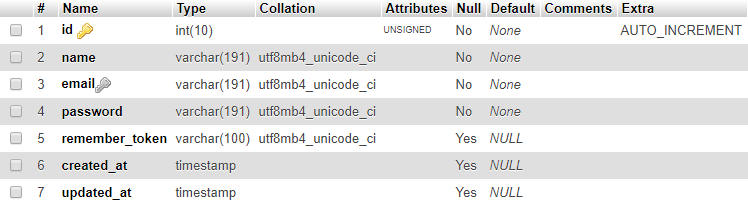 # Name Type Collation Attributes Null Default Comments Extra
1 id int(10) UNSIGNED No None AUTO_INCREMENT
2 name varchar(191) utf8mb4_unicode_ci No None
3 email varchar(191) utf8mb4_unicode_ci No None
4 password varchar(191) utf8mb4_unicode_ci No None
5 remember_token varchar(100) utf8mb4_unicode_ci Yes NULL
6 created_at timestamp Yes NULL
7 updated_at timestamp Yes NULL